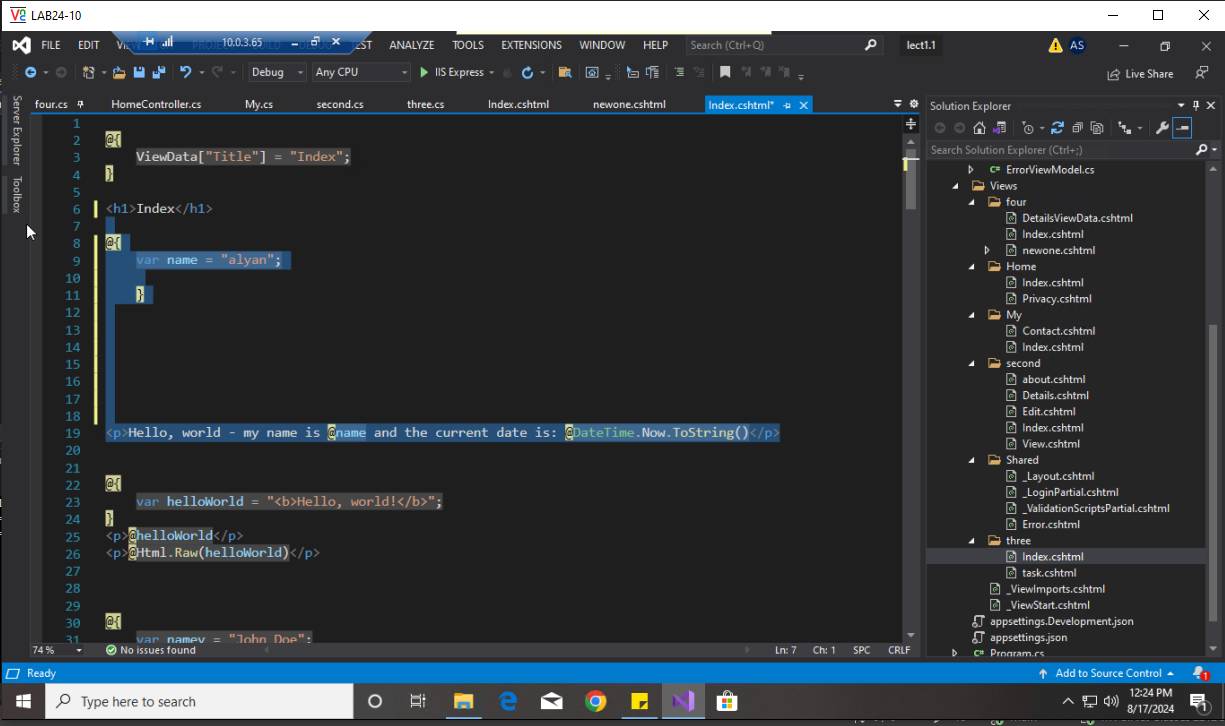 LAB24-10
FILE EDIT ANALYZE TOOLS EXTENSIONS WINDOW HELP Search (Ctrl+Q) lect1.1 AS
10.0.3.65
Debug Any CPU IIS Express Live Share
Server Explorer
Toolbox
four.cs HomeController.cs My.cs second.cs three.cs Index.cshtml newone.cshtml Index.cshtml*
1
2 @{
3 ViewData["Title"] = "Index";
4 }
5
6 <h1>Index</h1>
7
8 @{
9 var name = "alyan";
10
11 }
12
13
14
15
16
17
18
19 <p>Hello, world - my name is @name and the current date is: @DateTime.Now.ToString()</p>
20
21
22 @{
23 var helloWorld = "<b>Hello, world!</b>";
24 }
25 <p>@helloWorld</p>
26 <p>@Html.Raw(helloWorld)</p>
27
28
29
30 @{
31 var namey = "John Doe";
74 % No issues found Ln: 7 Ch: 1 SPC CRLF
Solution Explorer
Search Solution Explorer (Ctrl+;)
C# ErrorViewModel.cs
Views
four
DetailsViewData.cshtml
Index.cshtml
newone.cshtml
Home
Index.cshtml
Privacy.cshtml
My
Contact.cshtml
Index.cshtml
second
about.cshtml
Details.cshtml
Edit.cshtml
Index.cshtml
View.cshtml
Shared
_Layout.cshtml
_LoginPartial.cshtml
_ValidationScriptsPartial.cshtml
Error.cshtml
three
Index.cshtml
task.cshtml
_ViewImports.cshtml
_ViewStart.cshtml
appsettings.Development.json
appsettings.json
C# Program.cs
Ready Add to Source Control 1
Type here to search
12:24 PM
8/17/2024
1